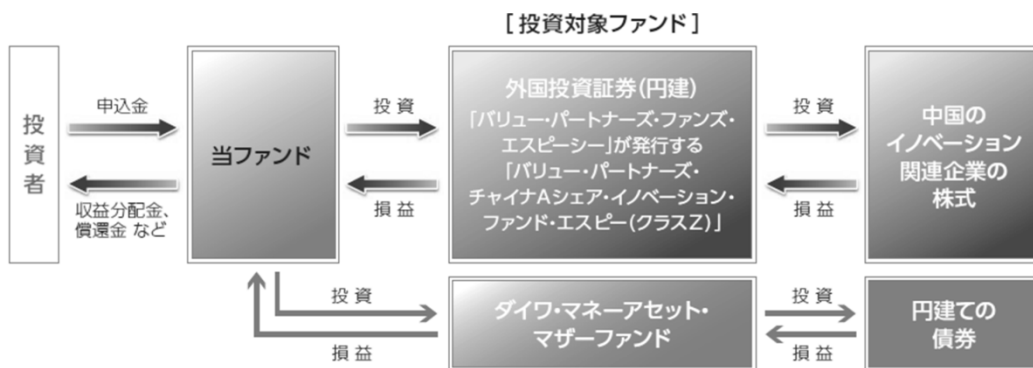 [投資対象ファンド]
投資者
申込金
収益分配金、
償還金 など
当ファンド
投資
損益
外国投資証券(円建)
「バリュー・パートナーズ・ファンズ・
エスピーシー」が発行する
「バリュー・パートナーズ・
チャイナAシェア・イノベーション・
ファンド・エスピー(クラスZ)」
投資
損益
中国の
イノベーション
関連企業の
株式
投資
損益
ダイワ・マネーアセット・
マザーファンド
投資
損益
円建ての
債券